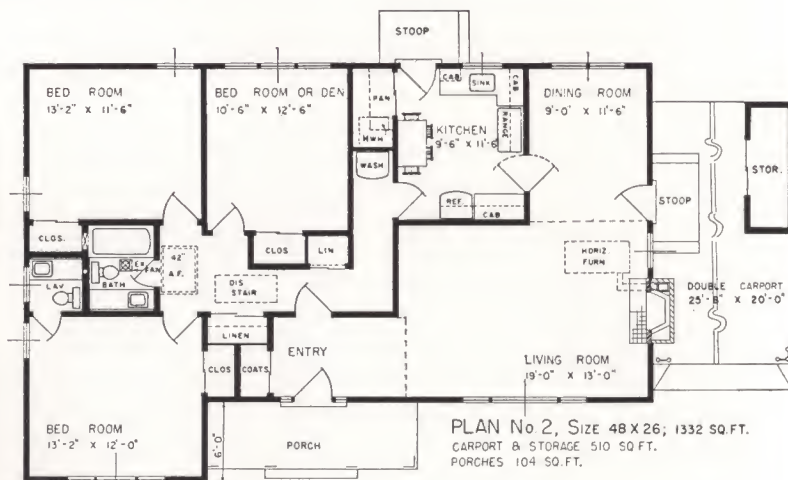 STOOP
BED ROOM
13'-2" X 11'-6"
BED ROOM OR DEN
10'-6" X 12'-6"
PAN
HWH
CAB
SINK
CAB
KITCHEN
9'-6" X 11'-6
RANGE
DINING ROOM
9'-0" X 11'-6"
STOR.
WASH
REF.
CAB
STOOP
CLOS.
LAV
BATH
EX
FAN
42"
A.F.
CLOS
LIN
DIS
STAIR
HORIZ.
FURN
DOUBLE CARPORT
25'-8" X 20'-0"
LINEN
CLOS
COATS
ENTRY
LIVING ROOM
19'-0" X 13'-0"
BED ROOM
13'-2" X 12'-0"
6'-0"
PORCH
PLAN No. 2, SIZE 48 X 26; 1332 SQ.FT.
CARPORT & STORAGE 510 SQ.FT.
PORCHES 104 SQ.FT.